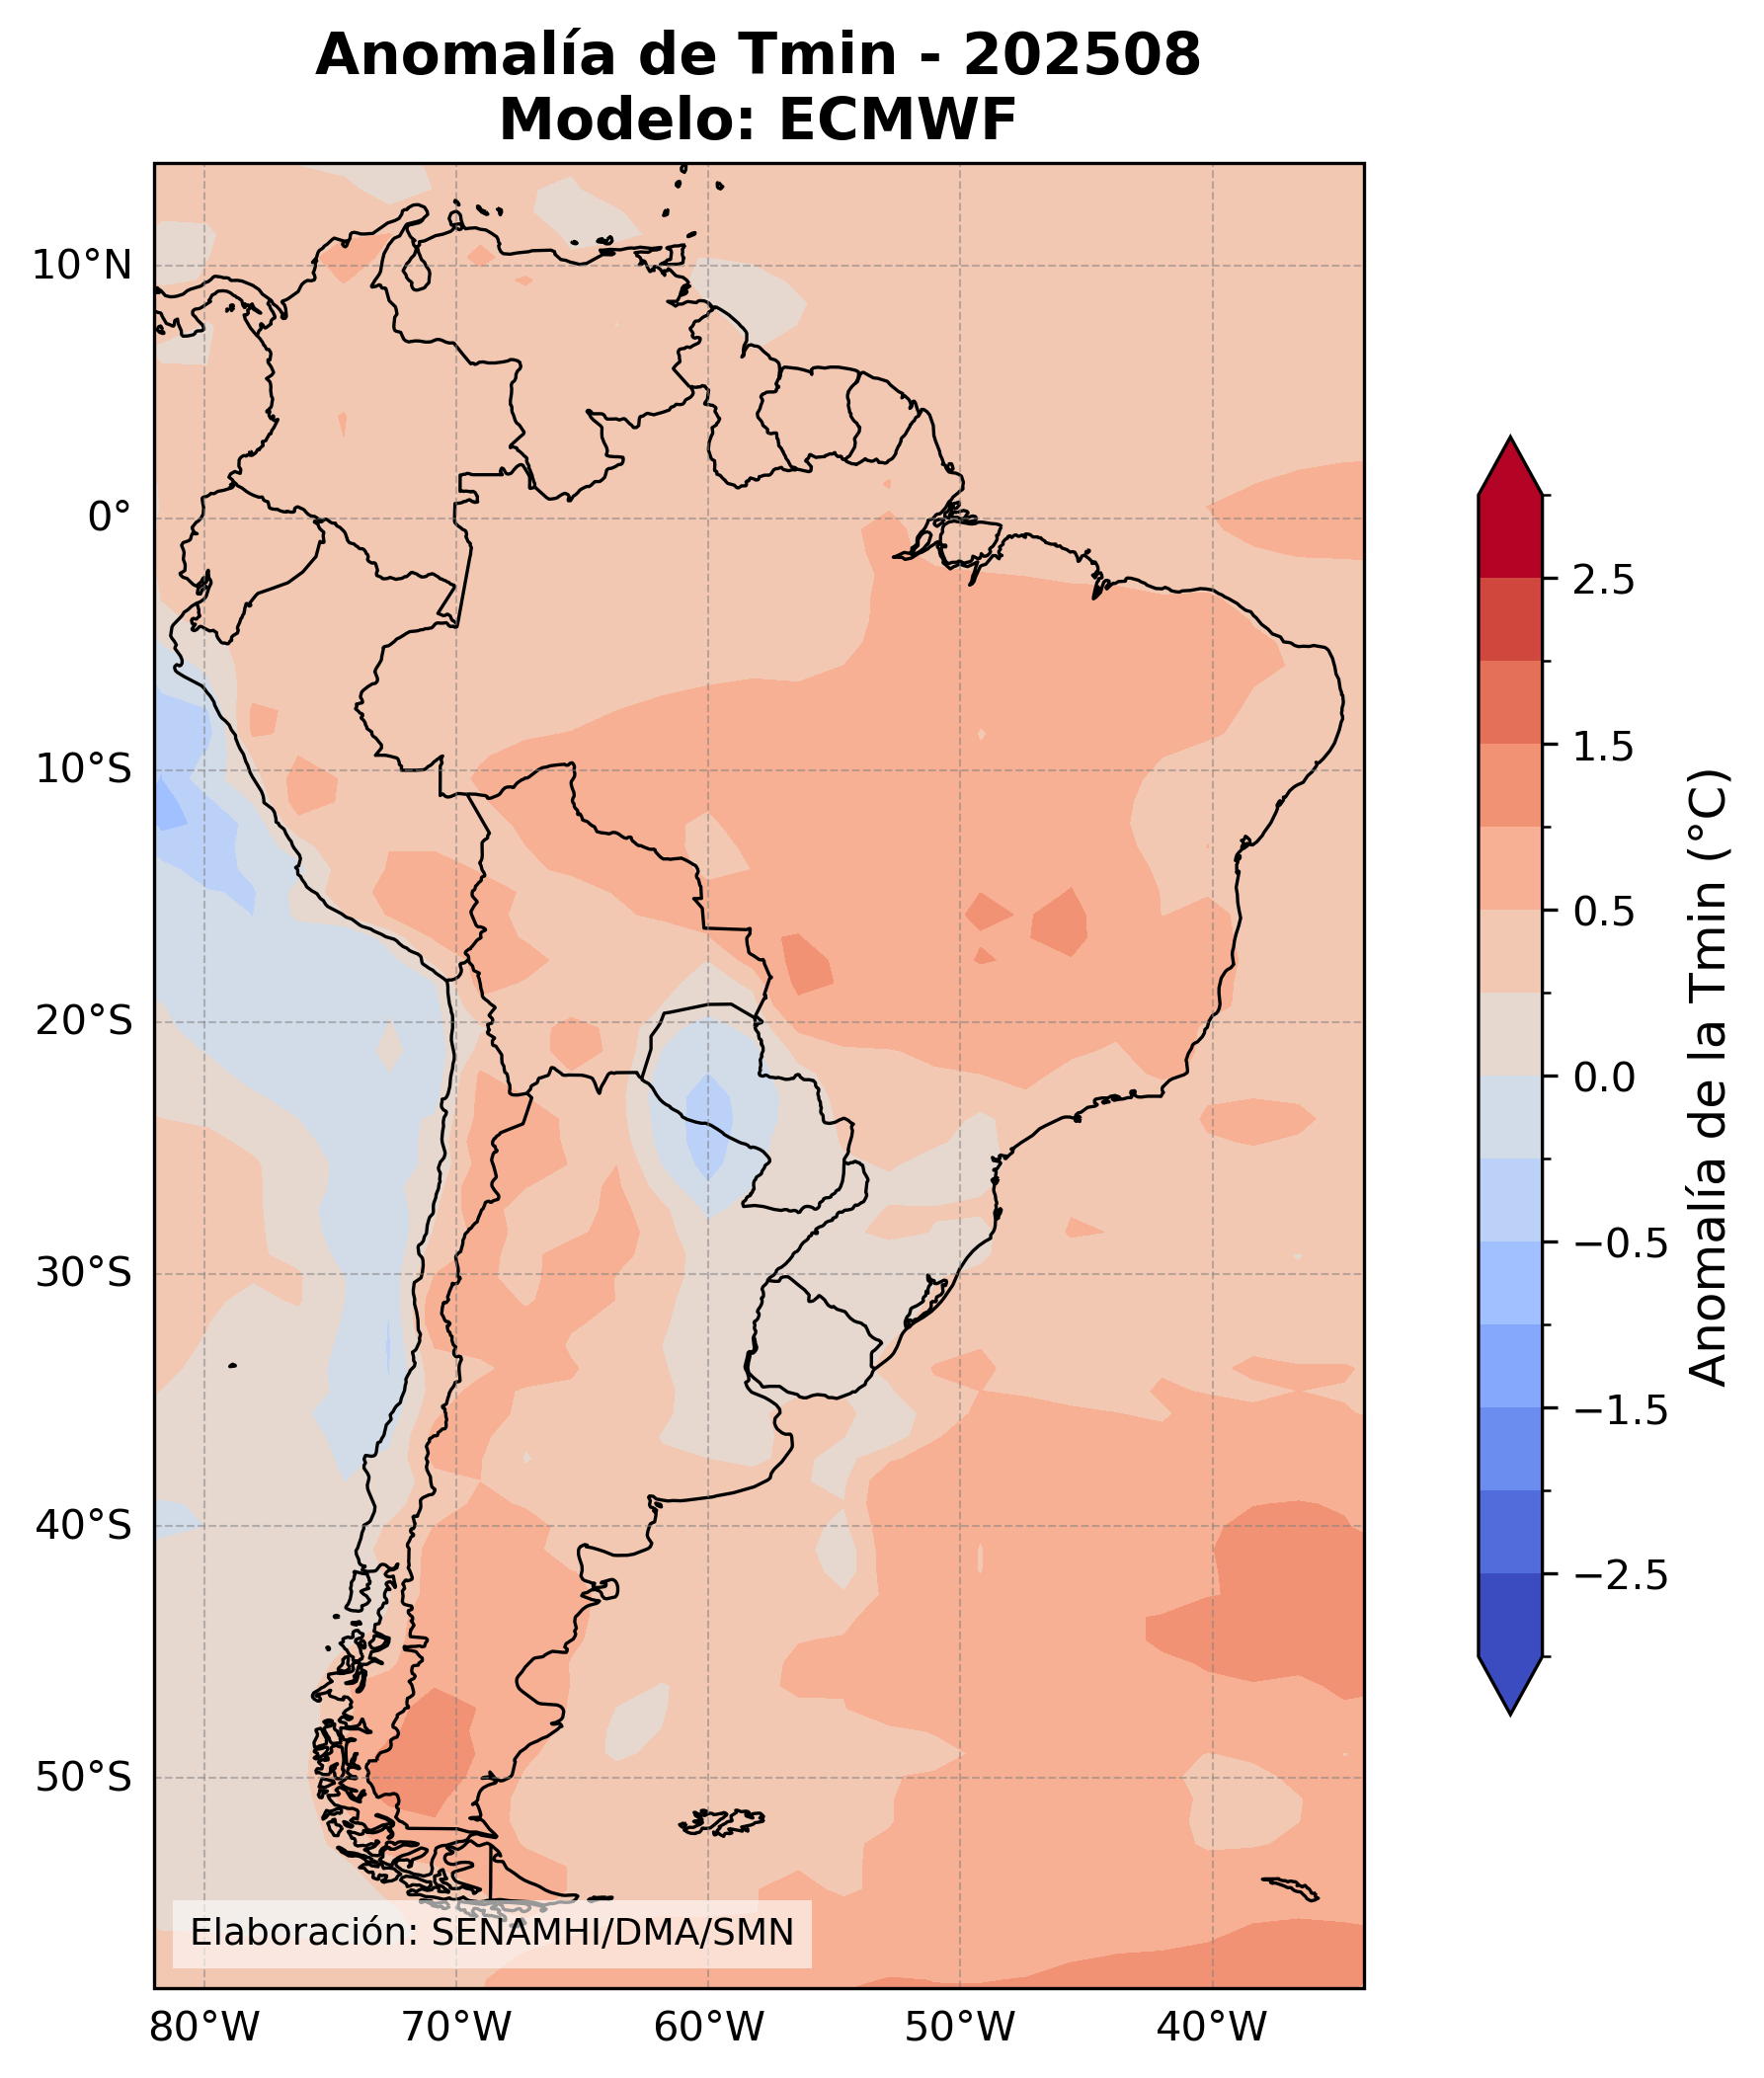 Anomalía de Tmin - 202508
Modelo: ECMWF
10°N
0°
10°S
20°S
30°S
40°S
50°S
80°W
70°W
60°W
50°W
40°W
Elaboración: SENAMHI/DMA/SMN
2.5
1.5
0.5
0.0
−0.5
−1.5
−2.5
Anomalía de la Tmin (°C)